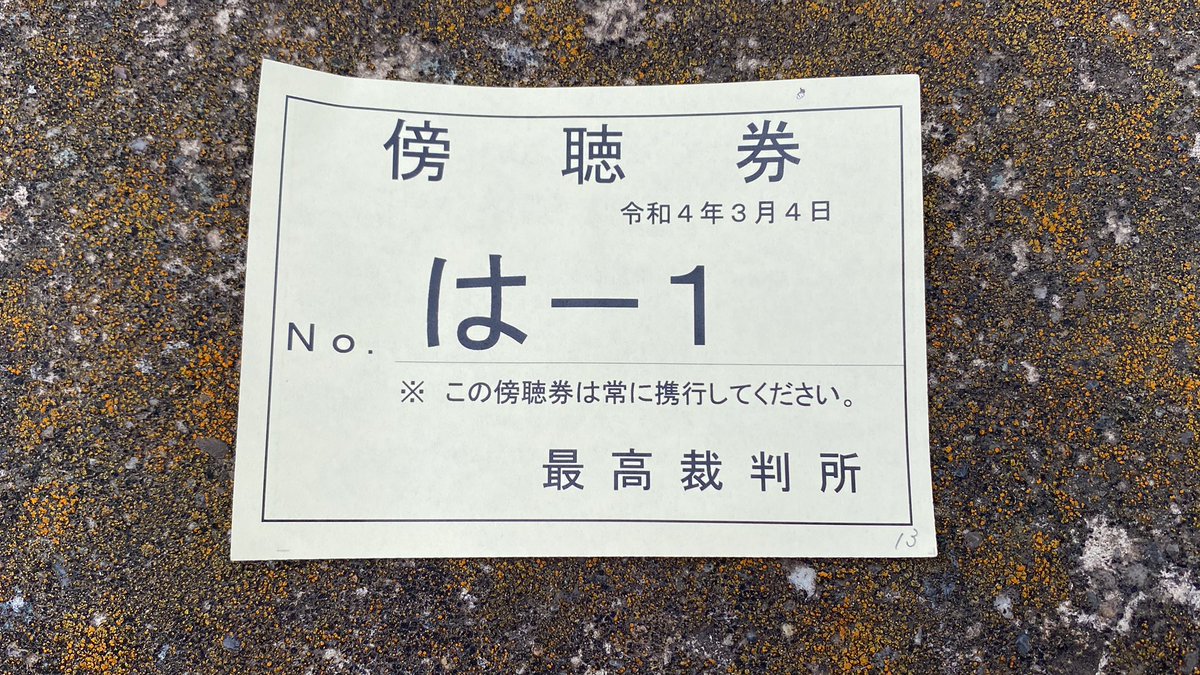 傍聴券
令和4年3月4日
No. は－1
※ この傍聴券は常に携行してください。
最高裁判所
13